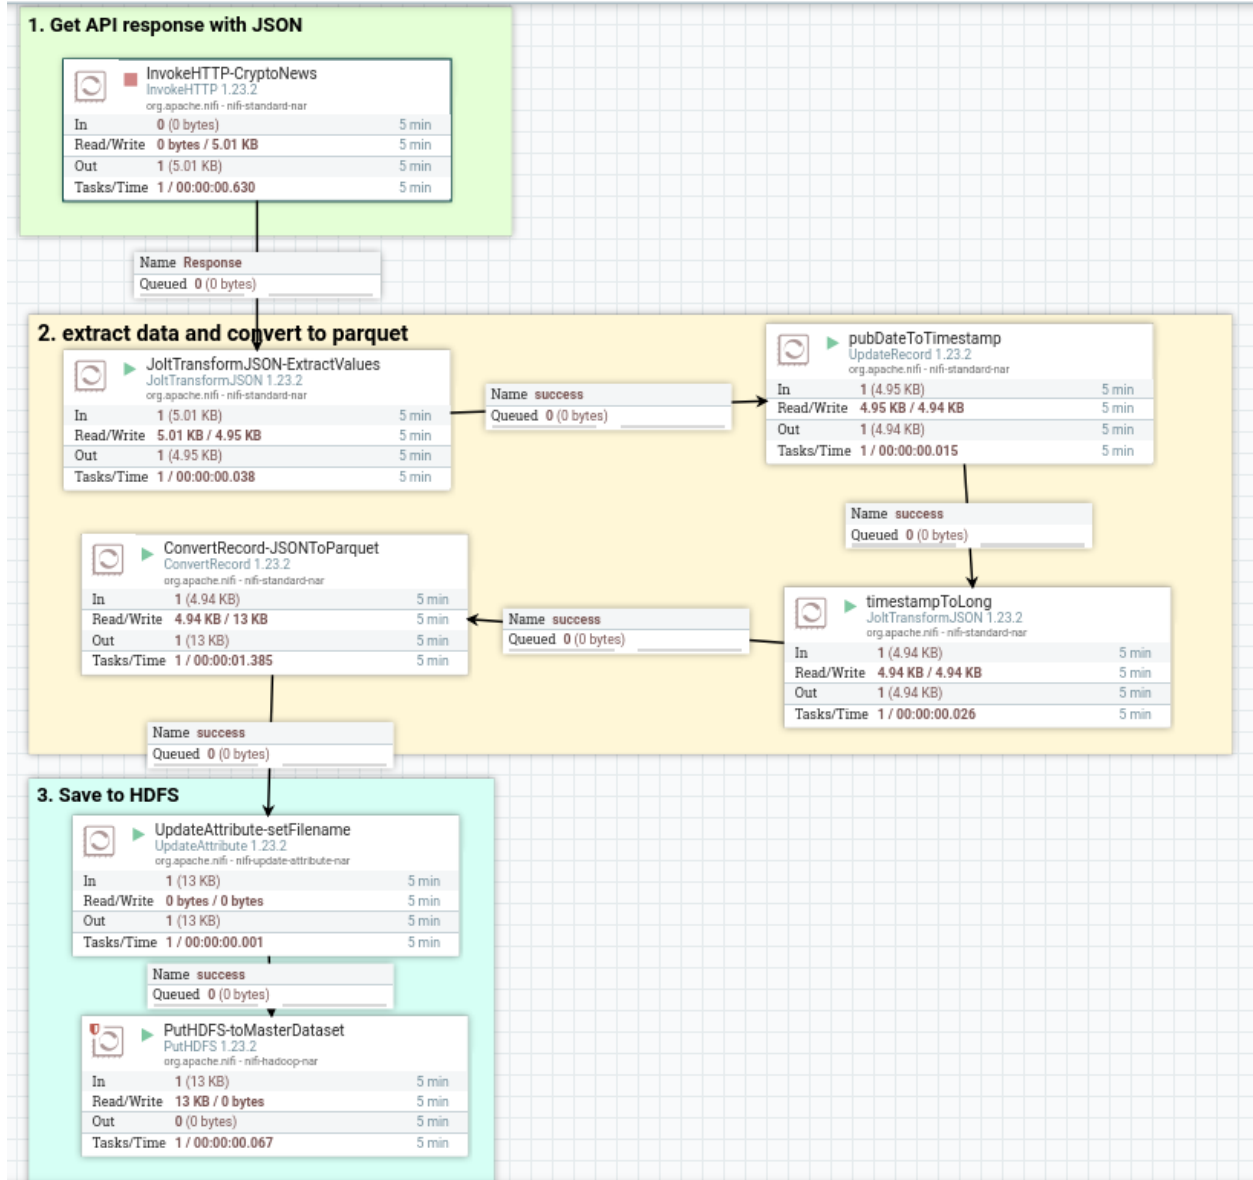 1. Get API response with JSON
InvokeHTTP-CryptoNews
InvokeHTTP 1.23.2
org.apache.nifi - nifi-standard-nar
In 0 (0 bytes) 5 min
Read/Write 0 bytes / 5.01 KB 5 min
Out 1 (5.01 KB) 5 min
Tasks/Time 1 / 00:00:00.630 5 min
Name Response
Queued 0 (0 bytes)
2. extract data and convert to parquet
JoltTransformJSON-ExtractValues
JoltTransformJSON 1.23.2
org.apache.nifi - nifi-standard-nar
In 1 (5.01 KB) 5 min
Read/Write 5.01 KB / 4.95 KB 5 min
Out 1 (4.95 KB) 5 min
Tasks/Time 1 / 00:00:00.038 5 min
Name success
Queued 0 (0 bytes)
pubDateToTimestamp
UpdateRecord 1.23.2
org.apache.nifi - nifi-standard-nar
In 1 (4.95 KB) 5 min
Read/Write 4.95 KB / 4.94 KB 5 min
Out 1 (4.94 KB) 5 min
Tasks/Time 1 / 00:00:00.015 5 min
Name success
Queued 0 (0 bytes)
timestampToLong
JoltTransformJSON 1.23.2
org.apache.nifi - nifi-standard-nar
In 1 (4.94 KB) 5 min
Read/Write 4.94 KB / 4.94 KB 5 min
Out 1 (4.94 KB) 5 min
Tasks/Time 1 / 00:00:00.026 5 min
Name success
Queued 0 (0 bytes)
ConvertRecord-JSONToParquet
ConvertRecord 1.23.2
org.apache.nifi - nifi-standard-nar
In 1 (4.94 KB) 5 min
Read/Write 4.94 KB / 13 KB 5 min
Out 1 (13 KB) 5 min
Tasks/Time 1 / 00:00:01.385 5 min
Name success
Queued 0 (0 bytes)
3. Save to HDFS
UpdateAttribute-setFilename
UpdateAttribute 1.23.2
org.apache.nifi - nifi-update-attribute-nar
In 1 (13 KB) 5 min
Read/Write 0 bytes / 0 bytes 5 min
Out 1 (13 KB) 5 min
Tasks/Time 1 / 00:00:00.001 5 min
Name success
Queued 0 (0 bytes)
PutHDFS-toMasterDataset
PutHDFS 1.23.2
org.apache.nifi - nifi-hadoop-nar
In 1 (13 KB) 5 min
Read/Write 13 KB / 0 bytes 5 min
Out 0 (0 bytes) 5 min
Tasks/Time 1 / 00:00:00.067 5 min